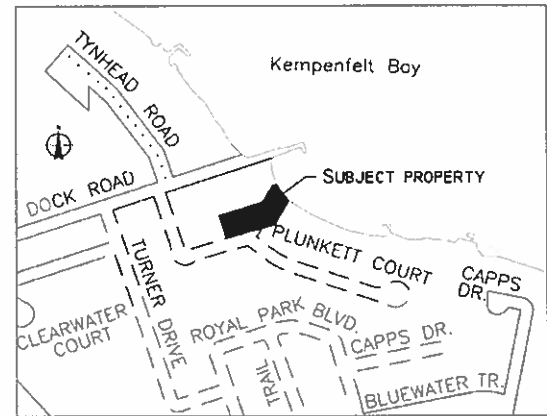 TYNHEAD ROAD
Kempenfelt Bay
DOCK ROAD
SUBJECT PROPERTY
PLUNKETT COURT
CAPPS
DR.
TURNER DRIVE
CLEARWATER
COURT
ROYAL PARK BLVD.
CAPPS DR.
TRAIL
BLUEWATER TR.